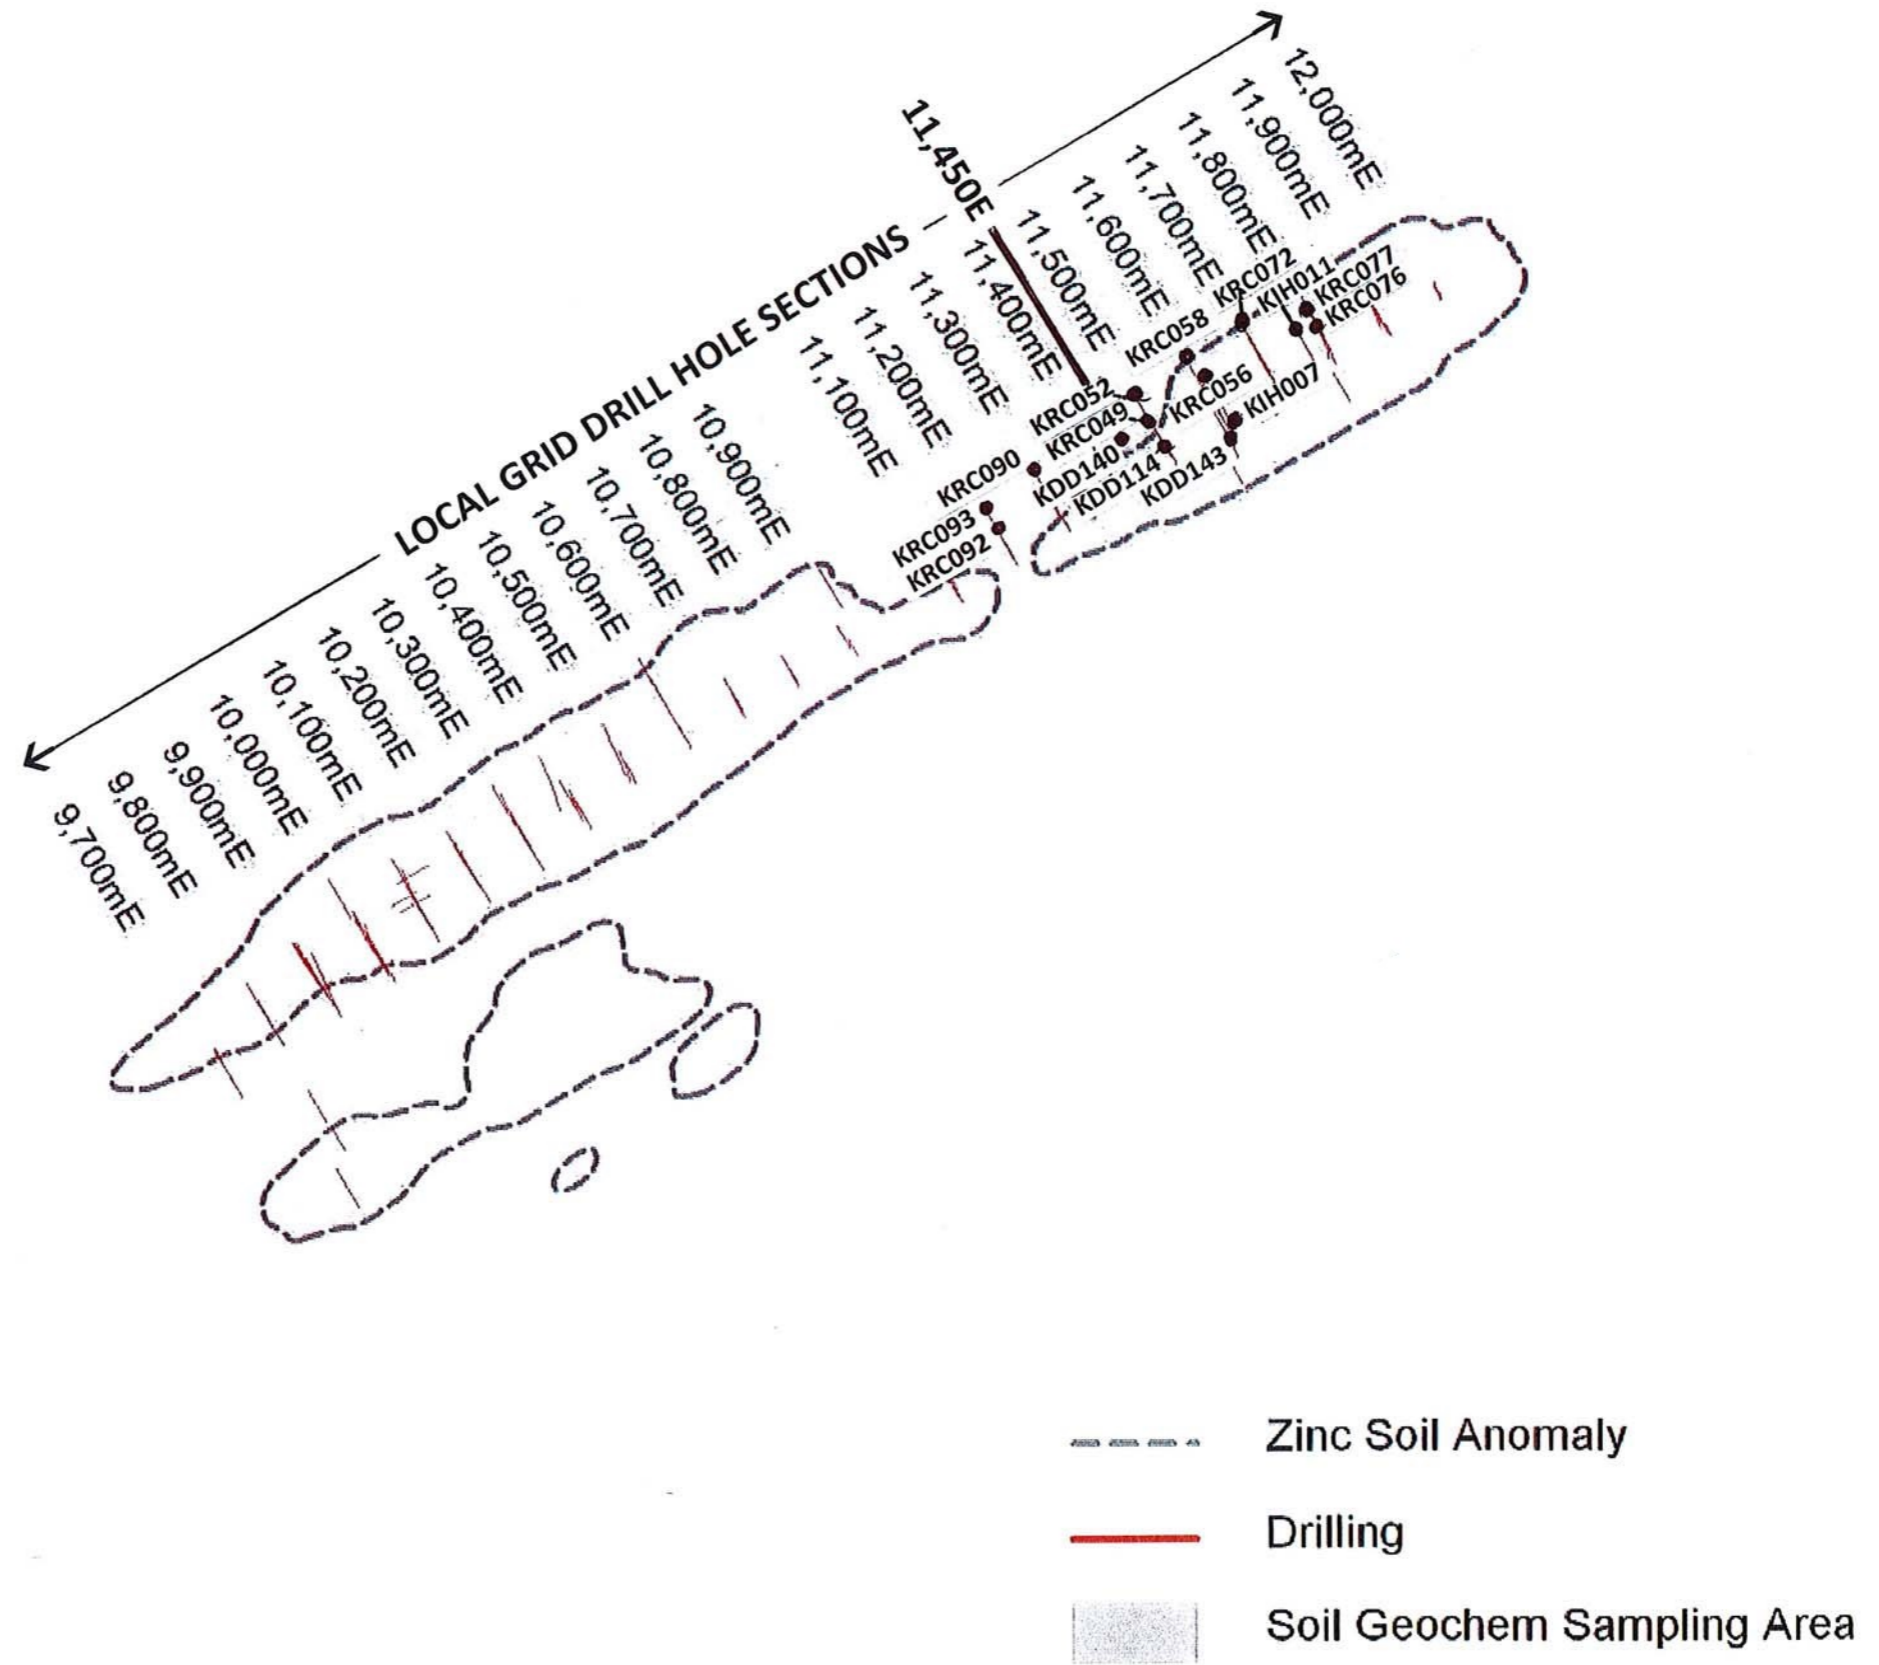 LOCAL GRID DRILL HOLE SECTIONS
11,450E
9,700mE
9,800mE
9,900mE
10,000mE
10,100mE
10,200mE
10,300mE
10,400mE
10,500mE
10,600mE
10,700mE
10,800mE
10,900mE
11,100mE
11,200mE
11,300mE
11,400mE
11,500mE
11,600mE
11,700mE
11,800mE
11,900mE
12,000mE
KRC072
KIH011
KRC077
KRC076
KRC058
KRC056
KIH007
KRC052
KRC049
KDD140
KDD114
KDD143
KRC090
KRC093
KRC092
Zinc Soil Anomaly
Drilling
Soil Geochem Sampling Area